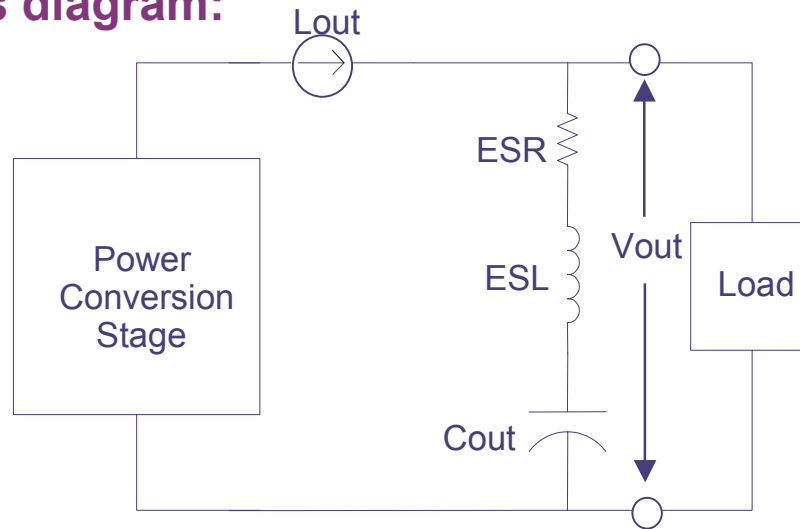 s diagram:
Lout
ESR
ESL
Vout
Load
Power
Conversion
Stage
Cout